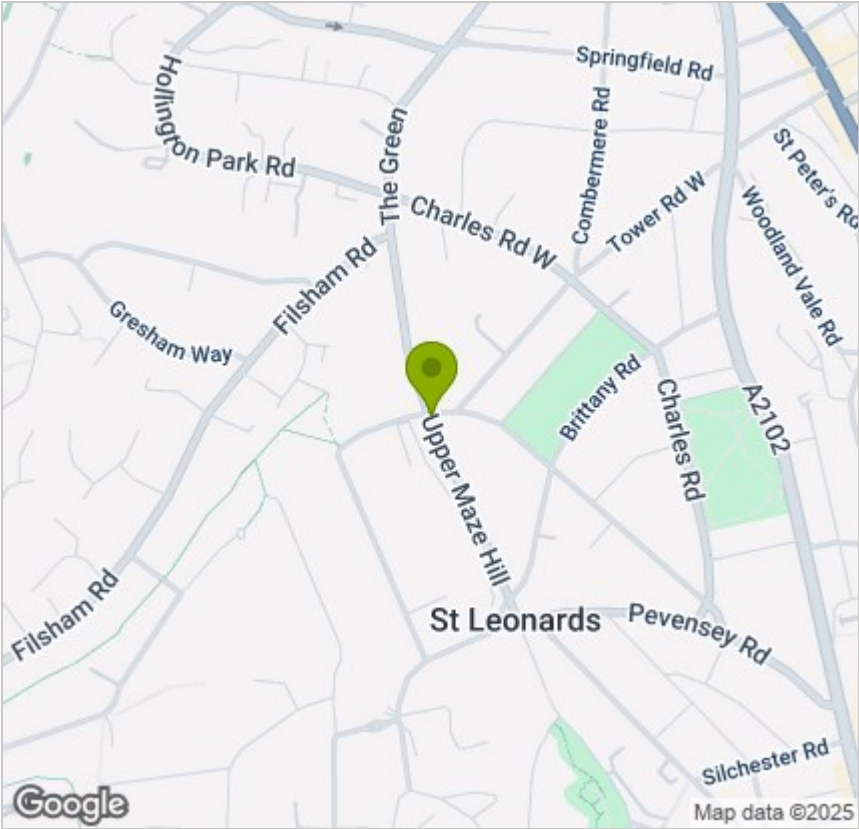 Springfield Rd
Hollington Park Rd
The Green
Combermere Rd
St Peter's Rd
Charles Rd W
Tower Rd W
Woodland Vale Rd
Filsham Rd
Gresham Way
Brittany Rd
Upper Maze Hill
Charles Rd
A2102
Filsham Rd
St Leonards
Pevensey Rd
Silchester Rd
Google
Map data ©2025